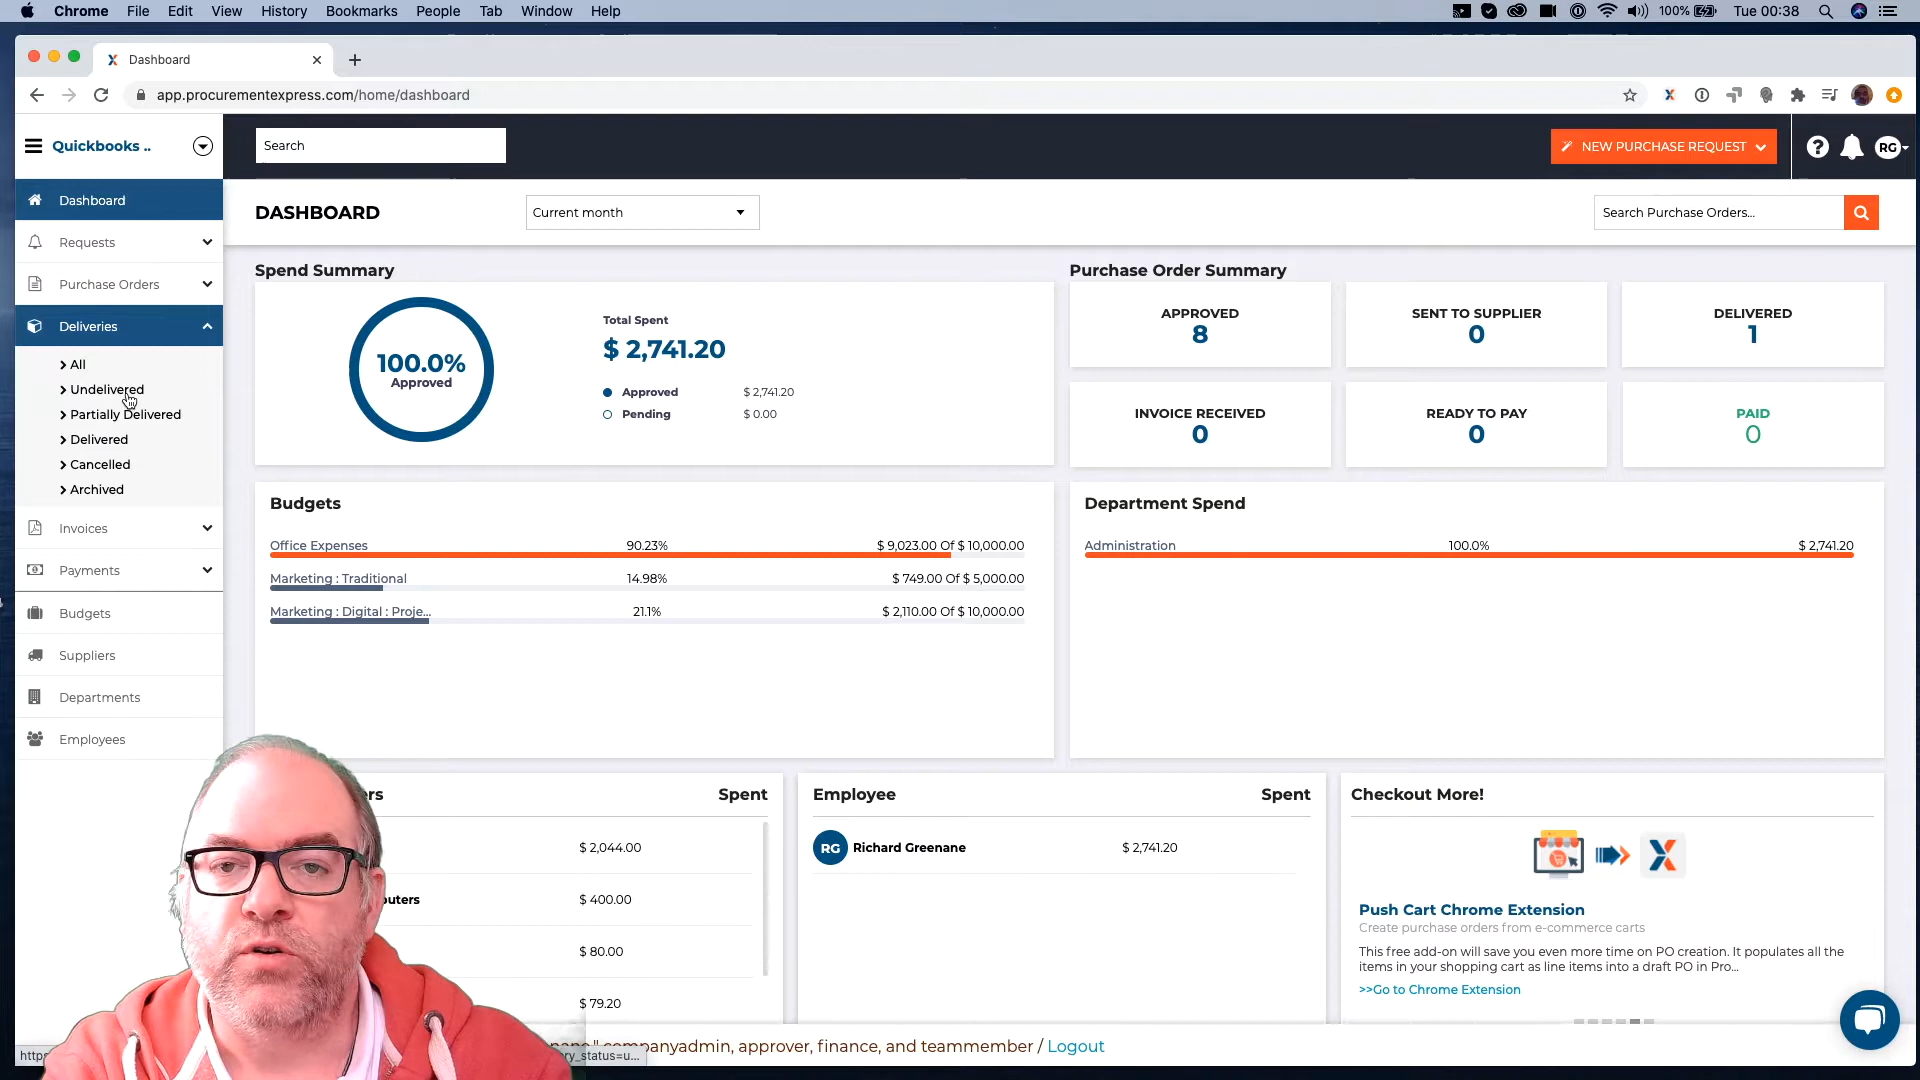 Chrome File Edit View History Bookmarks People Tab Window Help
100% Tue 00:38
Dashboard
app.procurementexpress.com/home/dashboard
Quickbooks ..
Search
NEW PURCHASE REQUEST
RG
Dashboard
Requests
Purchase Orders
Deliveries
All
Undelivered
Partially Delivered
Delivered
Cancelled
Archived
Invoices
Payments
Budgets
Suppliers
Departments
Employees
DASHBOARD
Current month
Search Purchase Orders...
Spend Summary
100.0%
Approved
Total Spent
$ 2,741.20
Approved $ 2,741.20
Pending $ 0.00
Purchase Order Summary
APPROVED
8
SENT TO SUPPLIER
0
DELIVERED
1
INVOICE RECEIVED
0
READY TO PAY
0
PAID
0
Budgets
Office Expenses 90.23% $ 9,023.00 Of $ 10,000.00
Marketing : Traditional 14.98% $ 749.00 Of $ 5,000.00
Marketing : Digital : Proje... 21.1% $ 2,110.00 Of $ 10,000.00
Department Spend
Administration 100.0% $ 2,741.20
ers Spent
$ 2,044.00
outers $ 400.00
$ 80.00
$ 79.20
Employee Spent
RG Richard Greenane $ 2,741.20
Checkout More!
Push Cart Chrome Extension
Create purchase orders from e-commerce carts
This free add-on will save you even more time on PO creation. It populates all the
items in your shopping cart as line items into a draft PO in Pro...
>>Go to Chrome Extension
companyadmin, approver, finance, and teammember / Logout
https
ry_status=u...